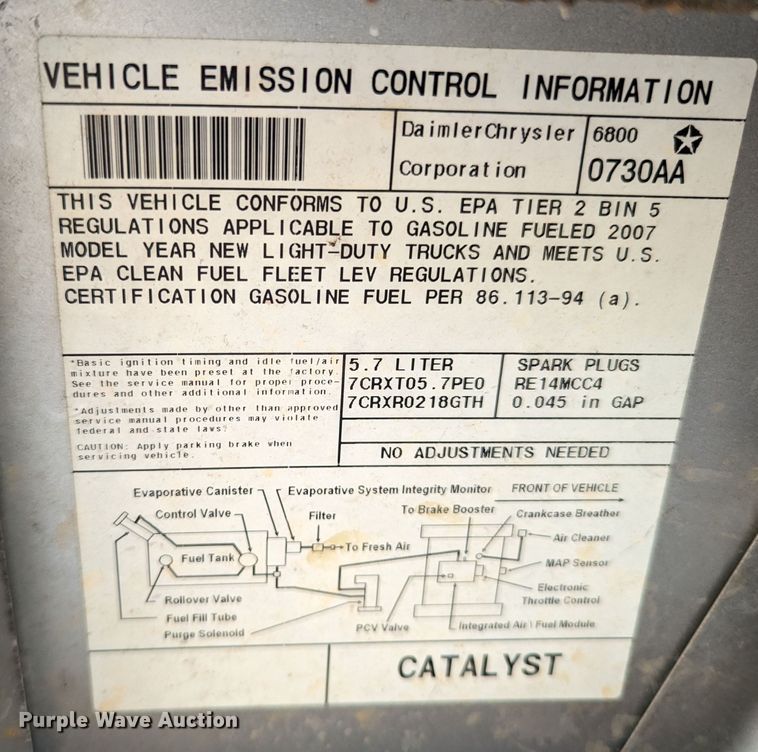 VEHICLE EMISSION CONTROL INFORMATION
DaimlerChrysler
Corporation
6800
0730AA
THIS VEHICLE CONFORMS TO U.S. EPA TIER 2 BIN 5
REGULATIONS APPLICABLE TO GASOLINE FUELED 2007
MODEL YEAR NEW LIGHT-DUTY TRUCKS AND MEETS U.S.
EPA CLEAN FUEL FLEET LEV REGULATIONS.
CERTIFICATION GASOLINE FUEL PER 86.113-94 (a).
*Basic ignition timing and idle fuel/air
mixture have been preset at the factory.
See the service manual for proper proce-
dures and other additional information.
*Adjustments made by other than approved
service manual procedures may violate
federal and state laws.
CAUTION: Apply parking brake when
servicing vehicle.
5.7 LITER
7CRXT05.7PE0
7CRXR0218GTH
SPARK PLUGS
RE14MCC4
0.045 in GAP
NO ADJUSTMENTS NEEDED
Evaporative Canister
Evaporative System Integrity Monitor
FRONT OF VEHICLE
Control Valve
Filter
To Brake Booster
Crankcase Breather
Fuel Tank
To Fresh Air
Air Cleaner
MAP Sensor
Electronic
Throttle Control
Rollover Valve
Fuel Fill Tube
Purge Solenoid
PCV Valve
Integrated Air \ Fuel Module
CATALYST
Purple Wave Auction